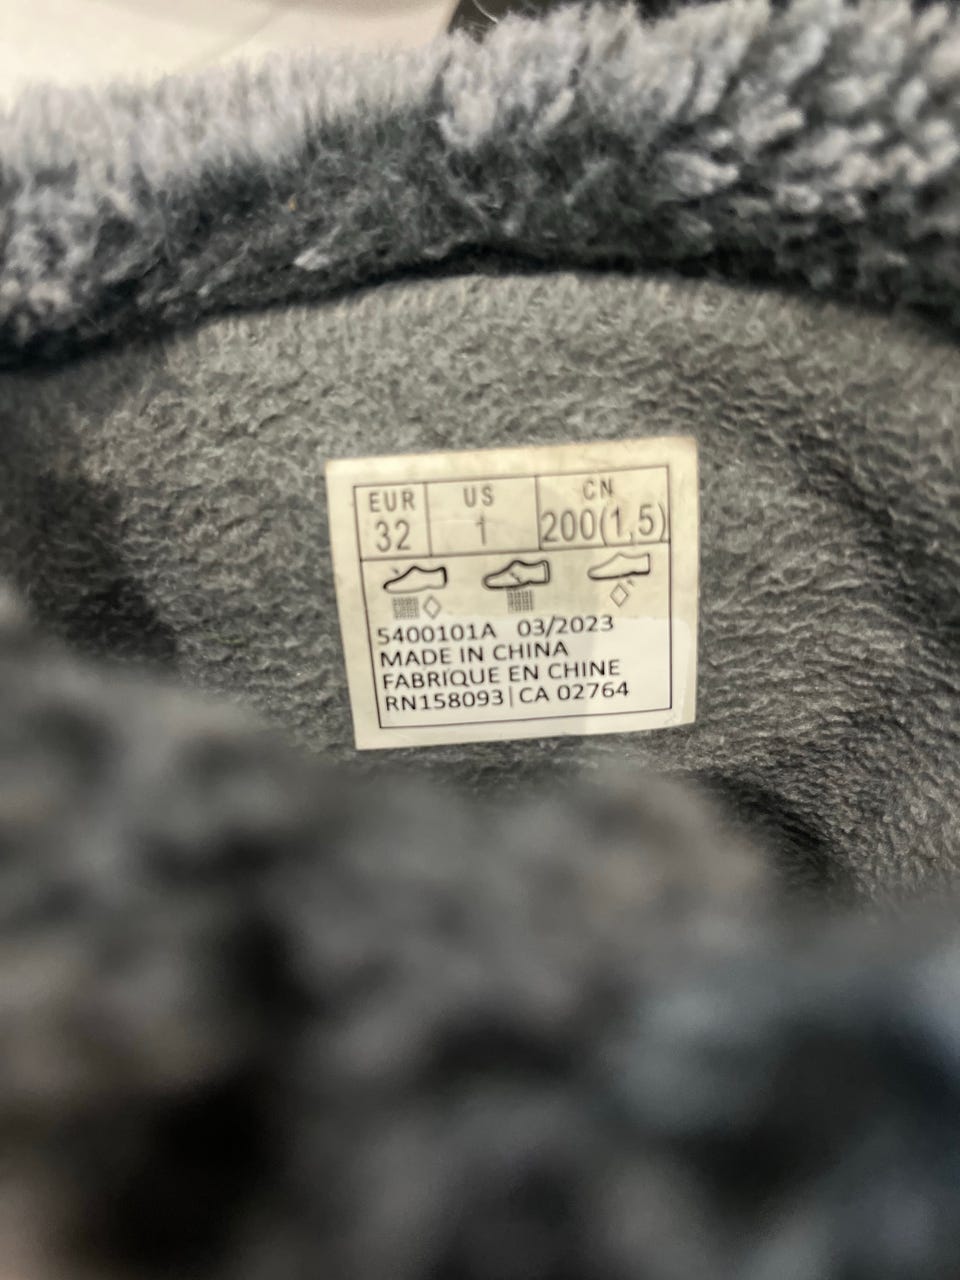 EUR US CN
32 1 200(1,5)
5400101A 03/2023
MADE IN CHINA
FABRIQUE EN CHINE
RN158093|CA 02764